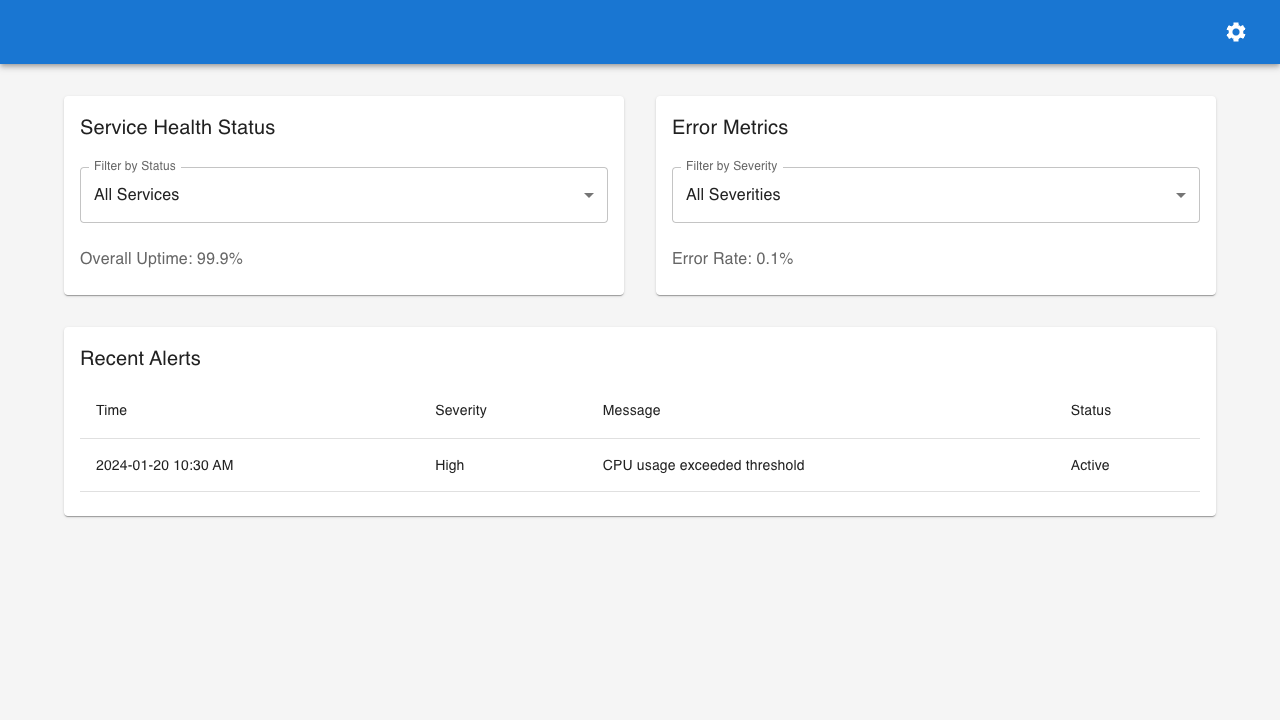 Service Health Status
Filter by Status
All Services
Overall Uptime: 99.9%
Error Metrics
Filter by Severity
All Severities
Error Rate: 0.1%
Recent Alerts
Time Severity Message Status
2024-01-20 10:30 AM High CPU usage exceeded threshold Active